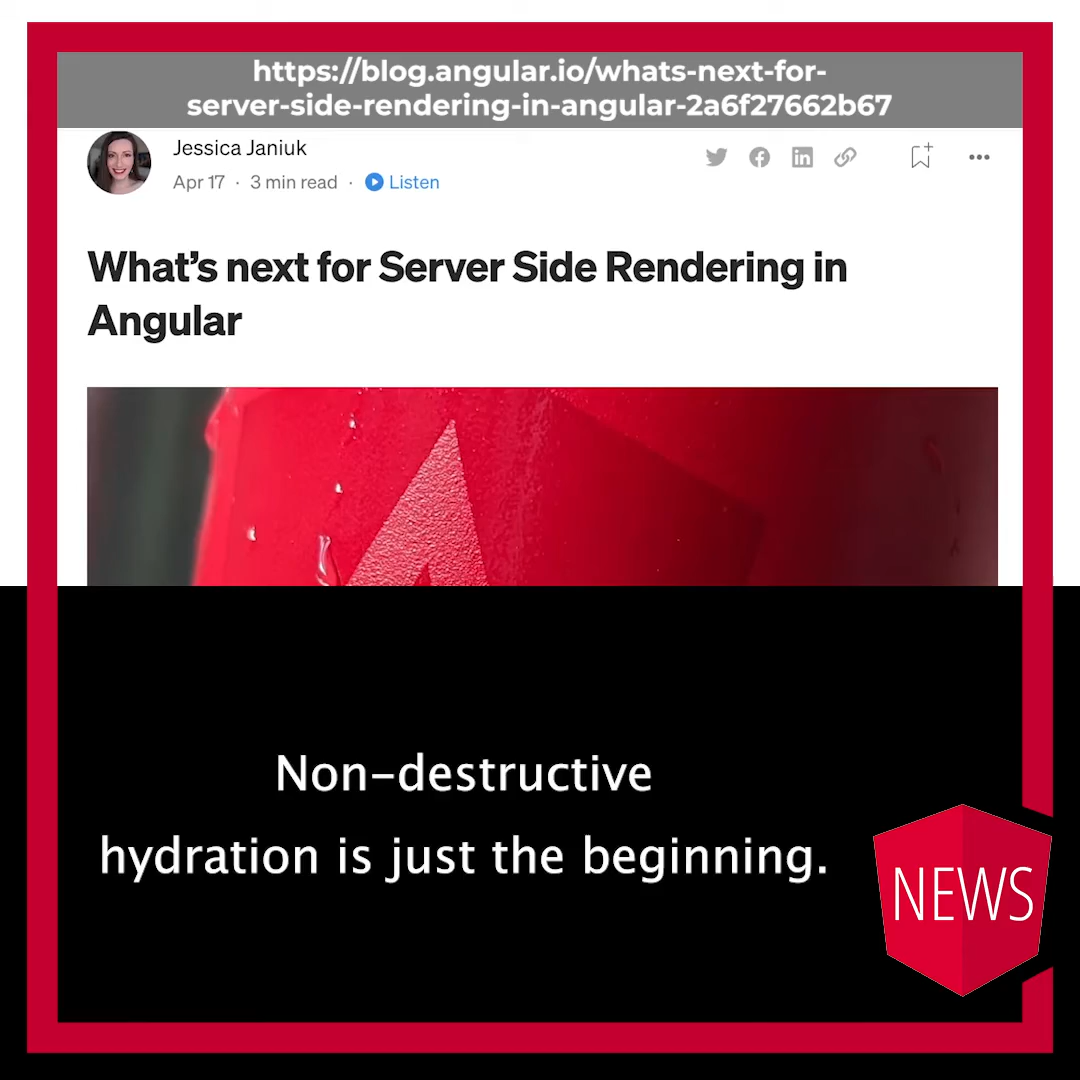 https://blog.angular.io/whats-next-for-
server-side-rendering-in-angular-2a6f27662b67
Jessica Janiuk
Apr 17 · 3 min read · Listen
What’s next for Server Side Rendering in
Angular
Non-destructive
hydration is just the beginning.
NEWS